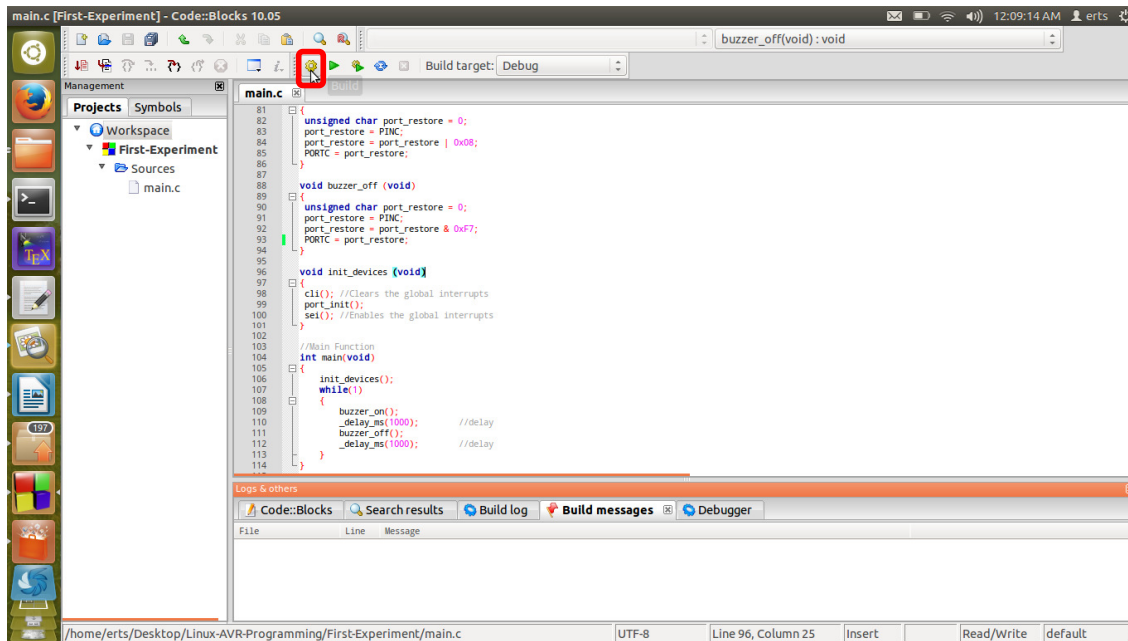 main.c [First-Experiment] - Code::Blocks 10.05
12:09:14 AM erts
buzzer_off(void) : void
Build target: Debug
Build
Management
main.c
Projects Symbols
Workspace
First-Experiment
Sources
main.c
81 {
82 unsigned char port_restore = 0;
83 port_restore = PINC;
84 port_restore = port_restore | 0x08;
85 PORTC = port_restore;
86 }
87
88 void buzzer_off (void)
89 {
90 unsigned char port_restore = 0;
91 port_restore = PINC;
92 port_restore = port_restore & 0xF7;
93 PORTC = port_restore;
94 }
95
96 void init_devices (void)
97 {
98 cli(); //Clears the global interrupts
99 port_init();
100 sei(); //Enables the global interrupts
101 }
102
103 //Main Function
104 int main(void)
105 {
106 init_devices();
107 while(1)
108 {
109 buzzer_on();
110 _delay_ms(1000); //delay
111 buzzer_off();
112 _delay_ms(1000); //delay
113 }
114 }
TEX
197
Logs & others
Code::Blocks Search results Build log Build messages Debugger
File Line Message
/home/erts/Desktop/Linux-AVR-Programming/First-Experiment/main.c UTF-8 Line 96, Column 25 Insert Read/Write default